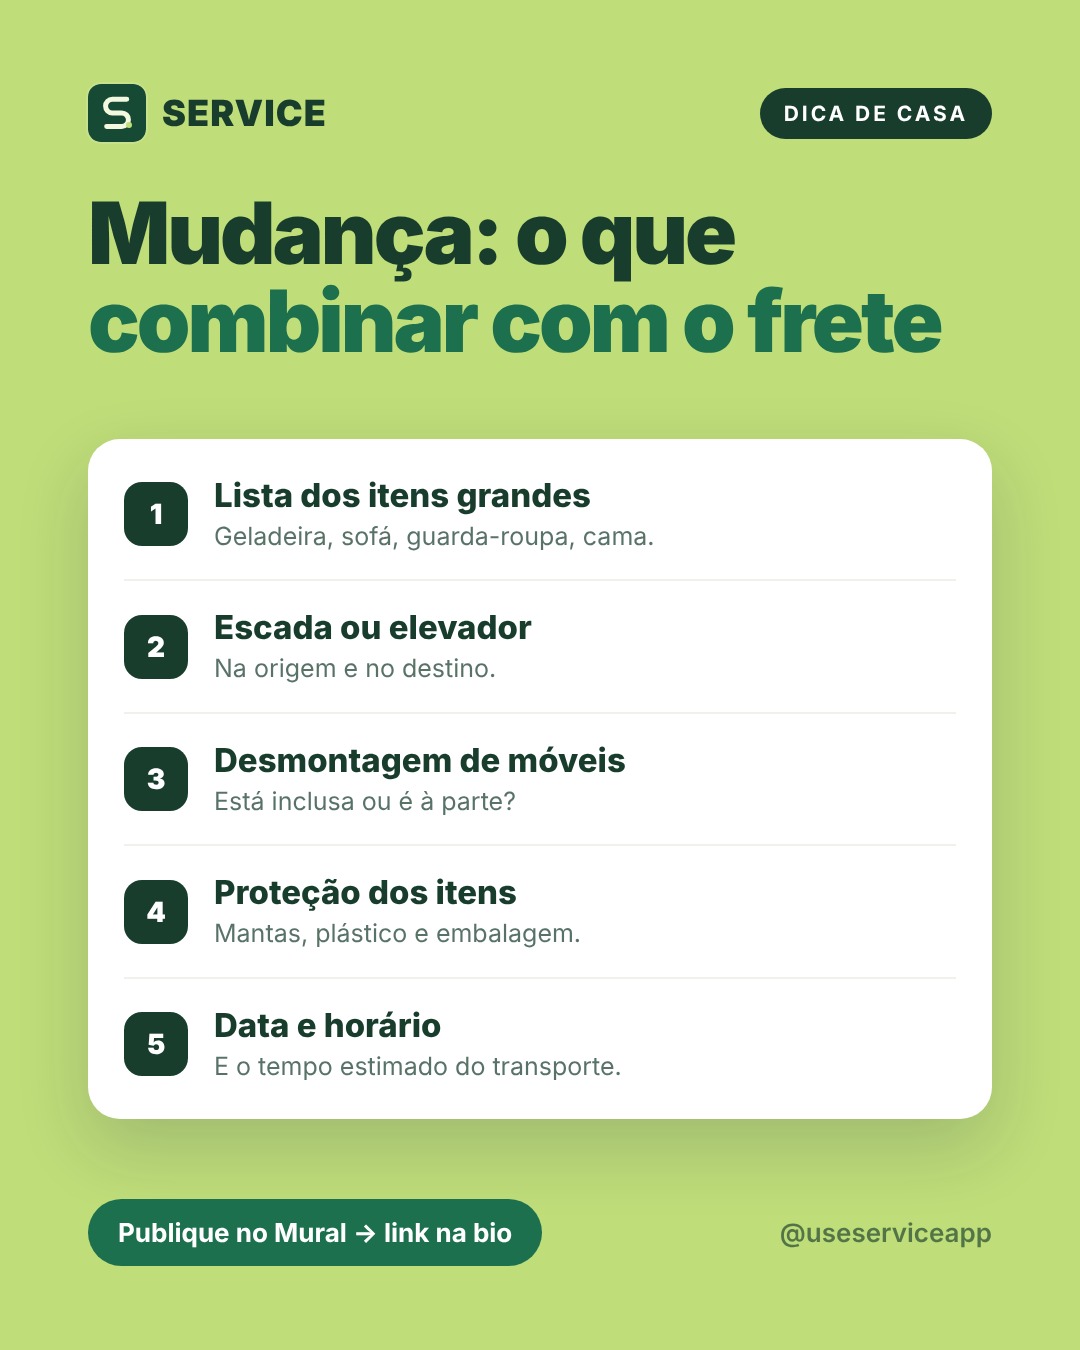 SERVICE
DICA DE CASA
Mudança: o que
combinar com o frete
1
Lista dos itens grandes
Geladeira, sofá, guarda-roupa, cama.
2
Escada ou elevador
Na origem e no destino.
3
Desmontagem de móveis
Está inclusa ou é à parte?
4
Proteção dos itens
Mantas, plástico e embalagem.
5
Data e horário
E o tempo estimado do transporte.
Publique no Mural → link na bio
@useserviceapp